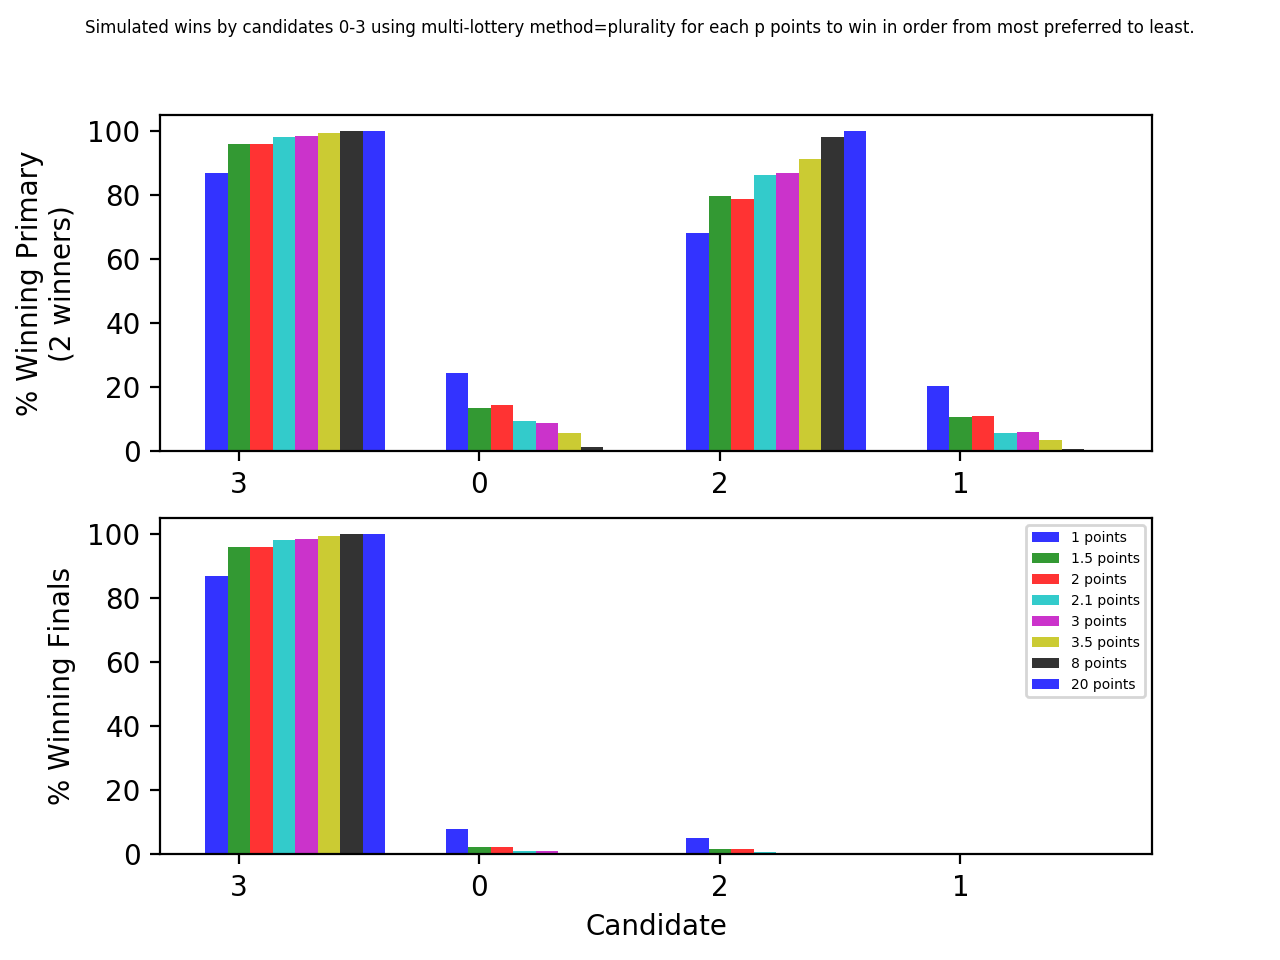 Simulated wins by candidates 0-3 using multi-lottery method=plurality for each p points to win in order from most preferred to least.
% Winning Primary
(2 winners)
100
80
60
40
20
0
3
0
2
1
% Winning Finals
100
80
60
40
20
0
1 points
1.5 points
2 points
2.1 points
3 points
3.5 points
8 points
20 points
3
0
2
1
Candidate